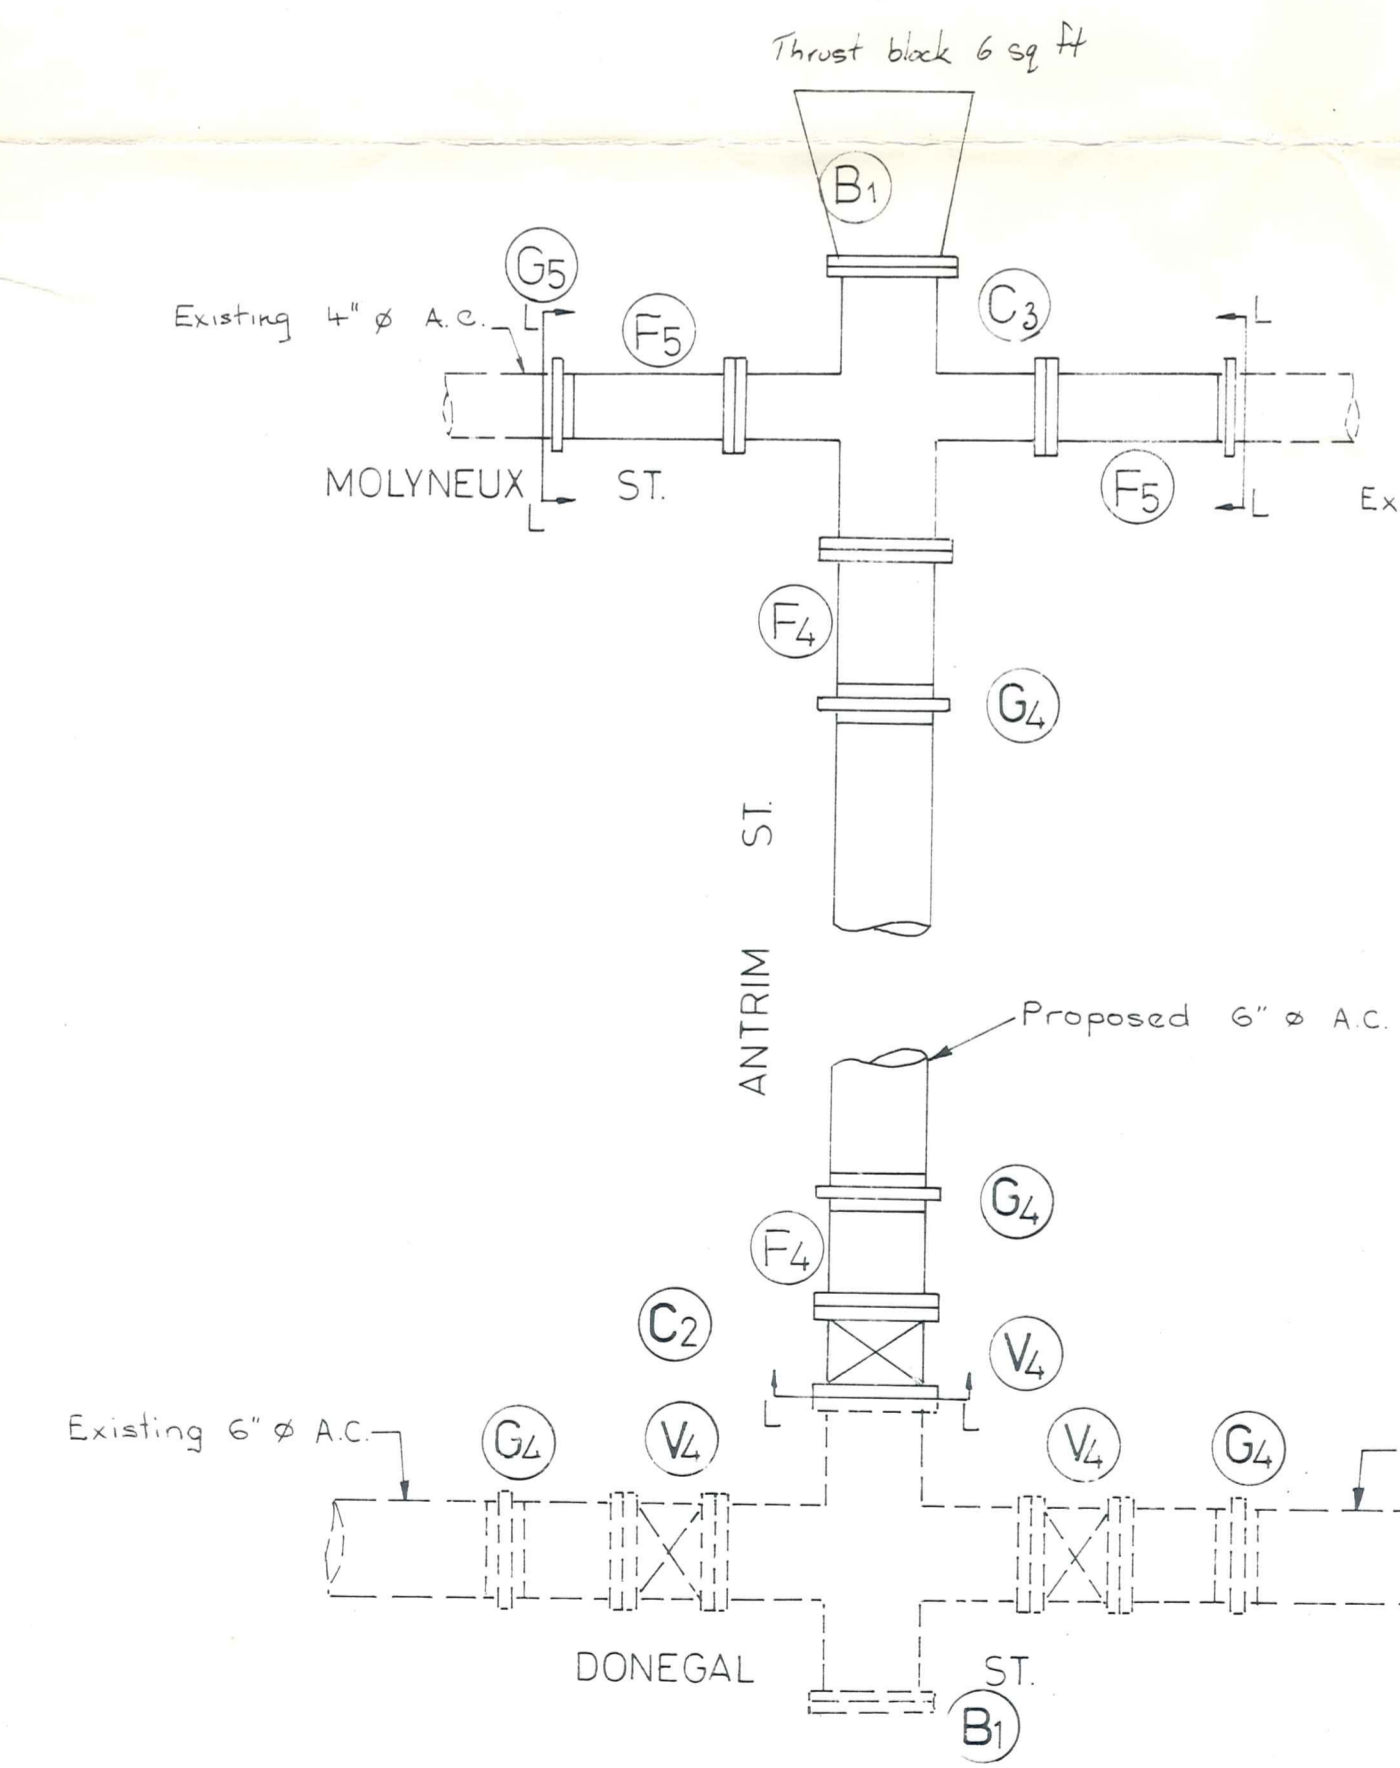 Thrust block 6 sq ft
B1
G5
C3
Existing 4" ø A.C.
L
F5
L
MOLYNEUX ST.
L
F5
L
Ex
F4
G4
ANTRIM ST.
Proposed 6" ø A.C.
G4
F4
C2
V4
L
L
Existing 6" ø A.C.
G4
V4
V4
G4
DONEGAL ST.
B1